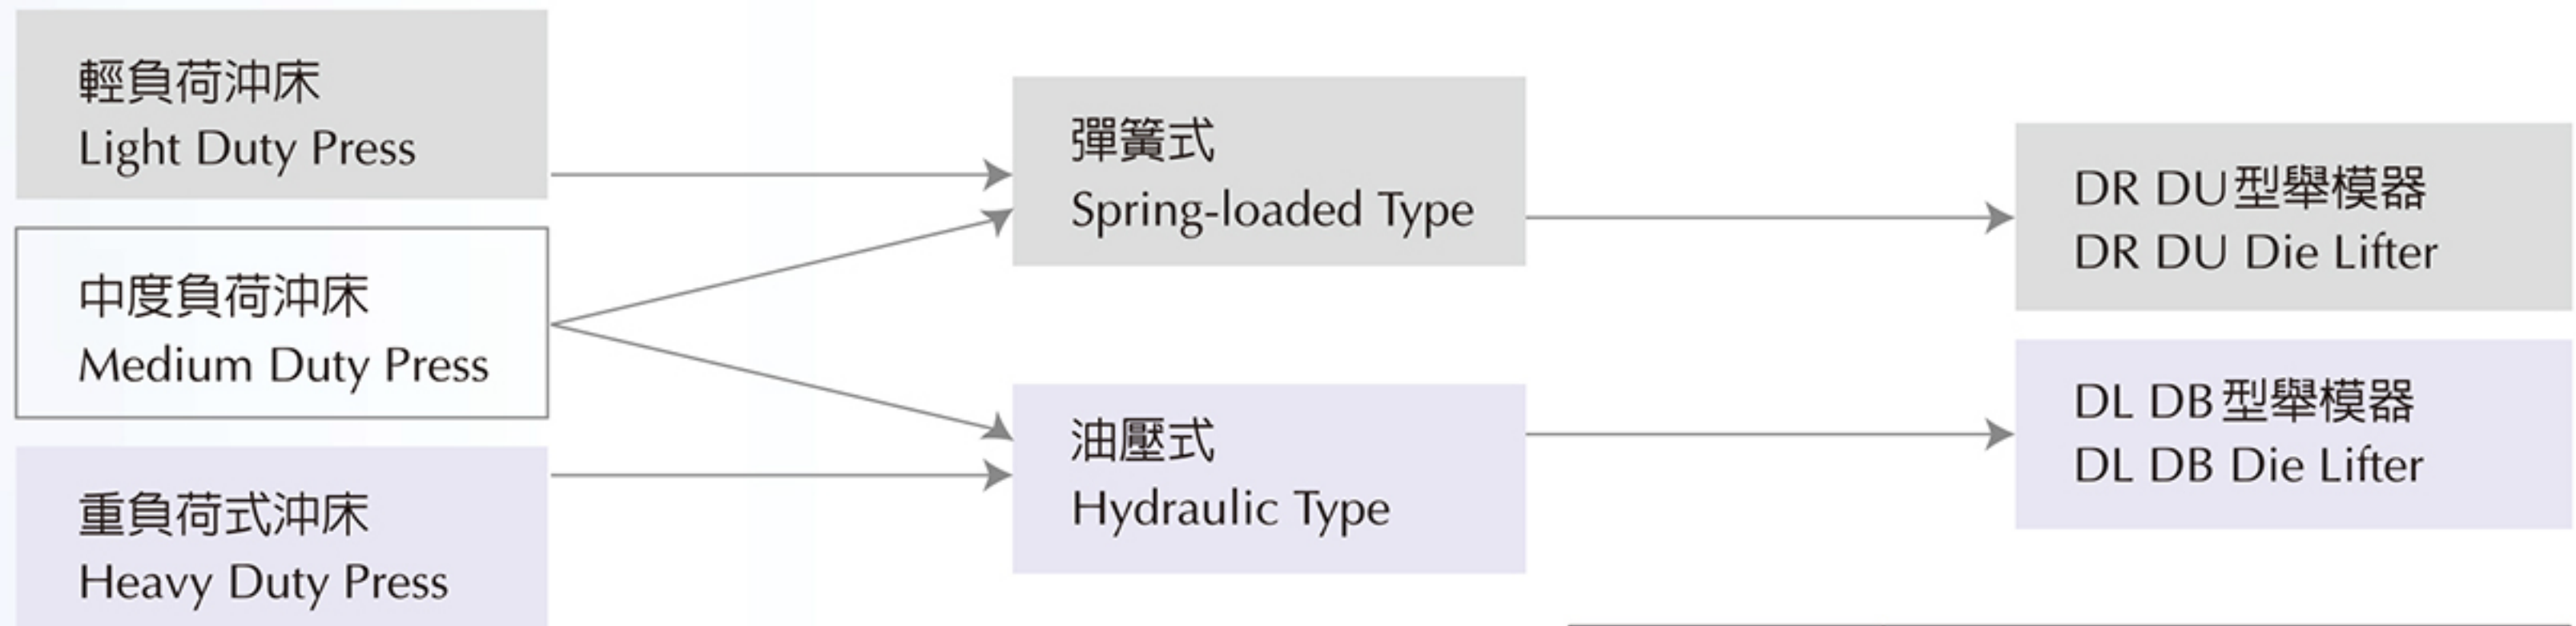 輕負荷沖床
Light Duty Press
中度負荷沖床
Medium Duty Press
重負荷式沖床
Heavy Duty Press
彈簧式
Spring-loaded Type
油壓式
Hydraulic Type
DR DU型舉模器
DR DU Die Lifter
DL DB型舉模器
DL DB Die Lifter